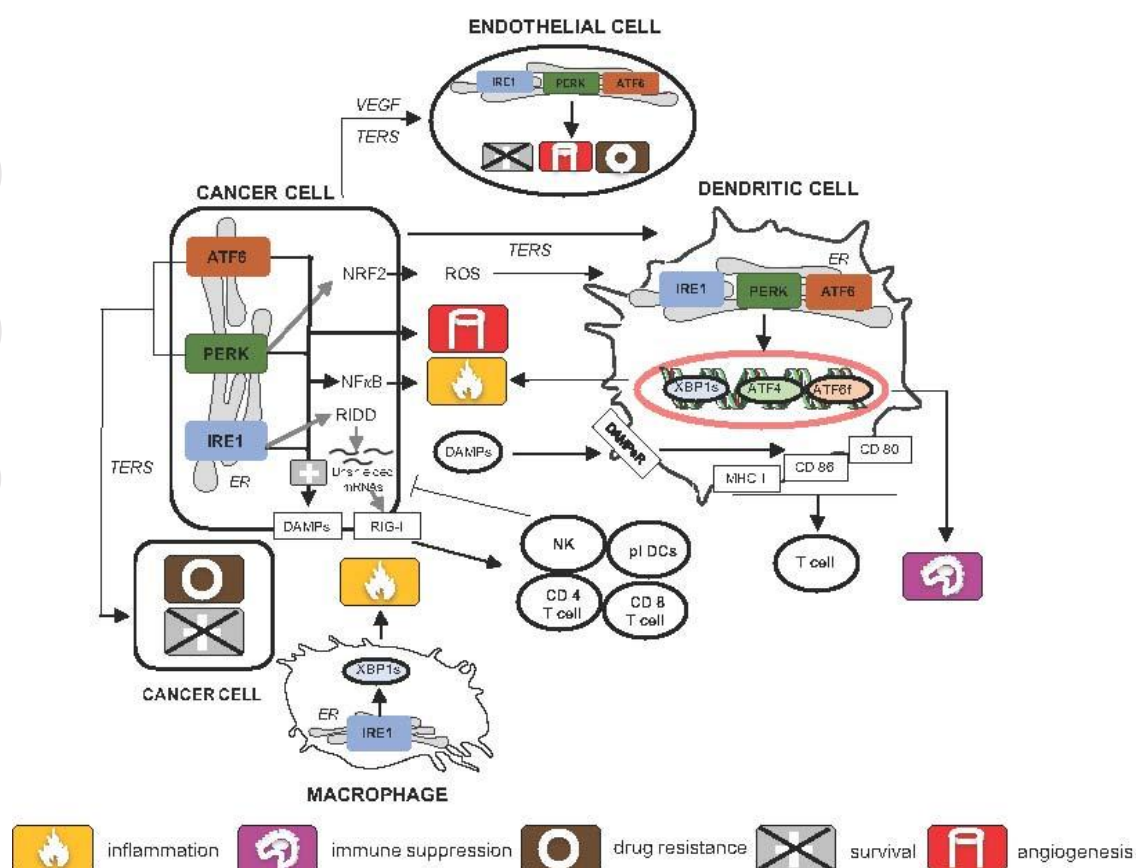 ENDOTHELIAL CELL
IRE1
PERK
ATF6
VEGF
TERS
CANCER CELL
ATF6
PERK
IRE1
ER
TERS
NRF2
ROS
NFκB
RIDD
mRNAs
DAMPs
RIG-I
TERS
DENDRITIC CELL
ER
IRE1
PERK
ATF6
XBP1s
ATF4
ATF6f
DAMPs
DAMPsR
MHC I
CD 86
CD 80
T cell
NK
pl DCs
CD 4
T cell
CD 8
T cell
CANCER CELL
XBP1s
ER
IRE1
MACROPHAGE
inflammation
immune suppression
drug resistance
survival
angiogenesis